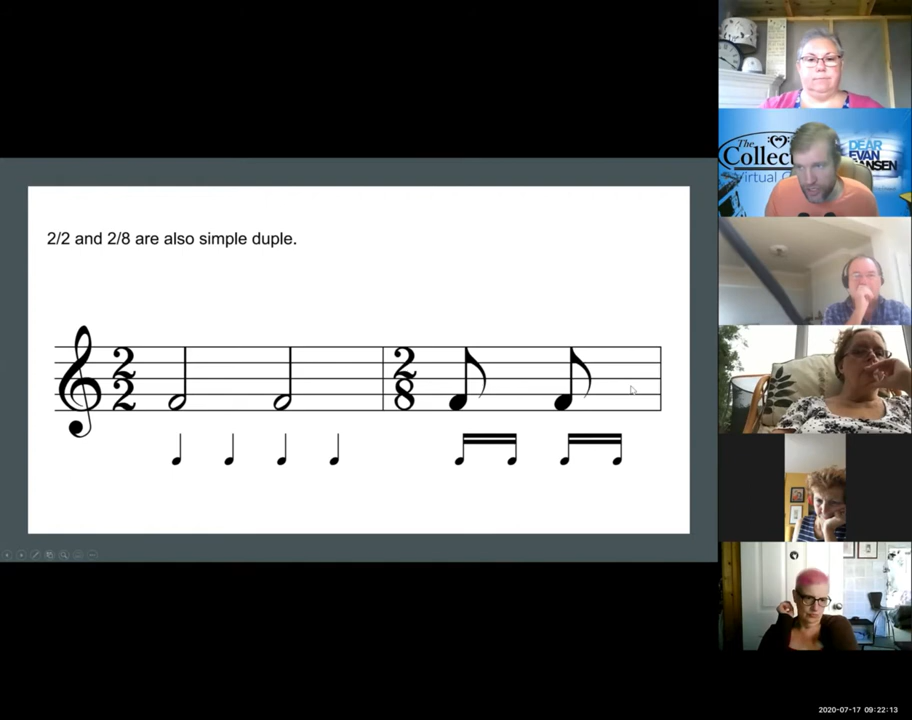 2/2 and 2/8 are also simple duple.
2
2
2
8
The
Collec
Virtual C
DEAR
EVAN
ANSEN
2020-07-17 09:22:13